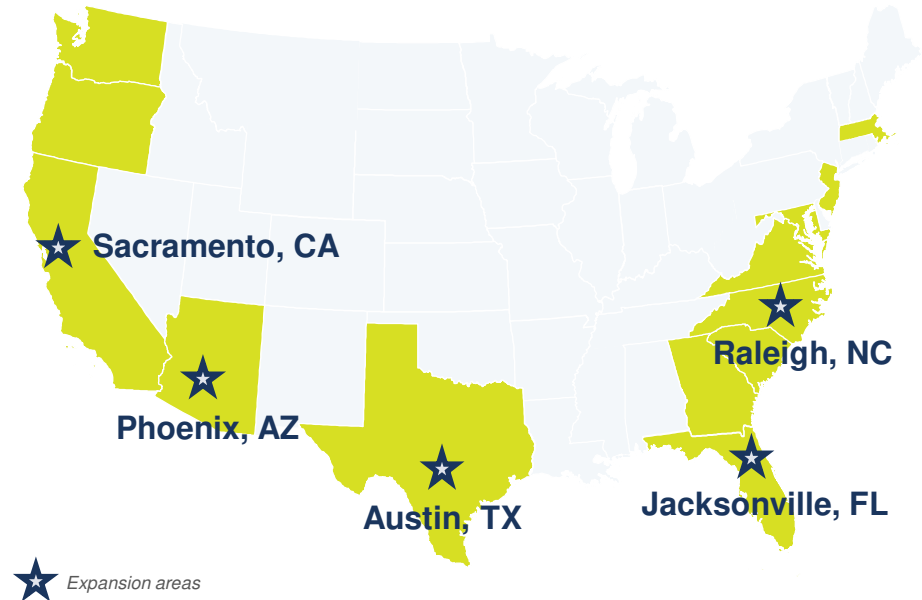 Sacramento, CA
Raleigh, NC
Phoenix, AZ
Jacksonville, FL
Austin, TX
Expansion areas